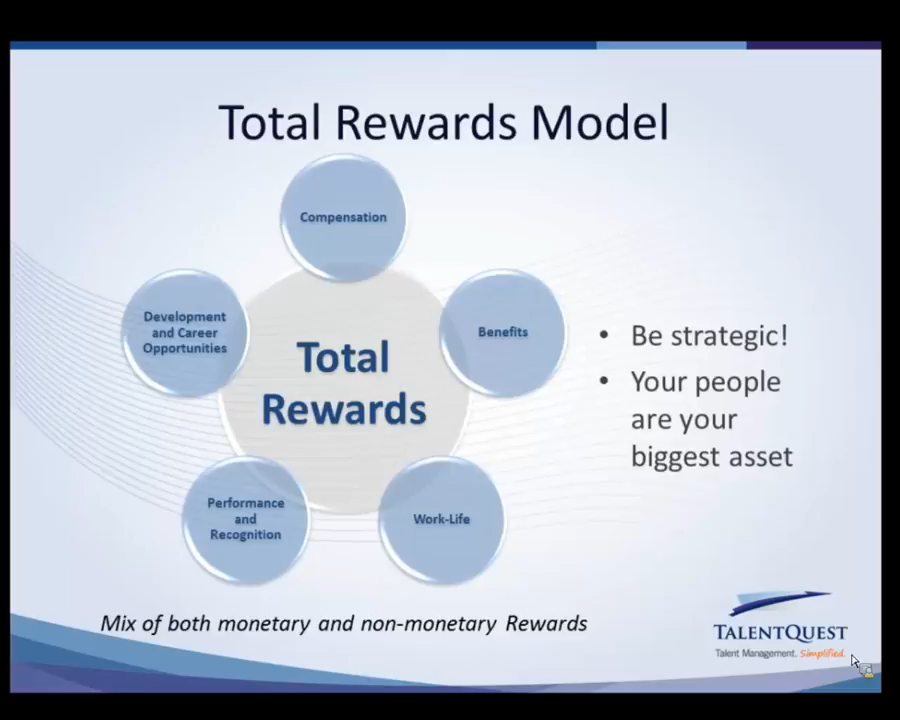 Total Rewards Model
Compensation
Development
and Career
Opportunities
Benefits
Total
Rewards
Performance
and
Recognition
Work-Life
• Be strategic!
• Your people
are your
biggest asset
Mix of both monetary and non-monetary Rewards
TALENTQUEST
Talent Management. Simplified.